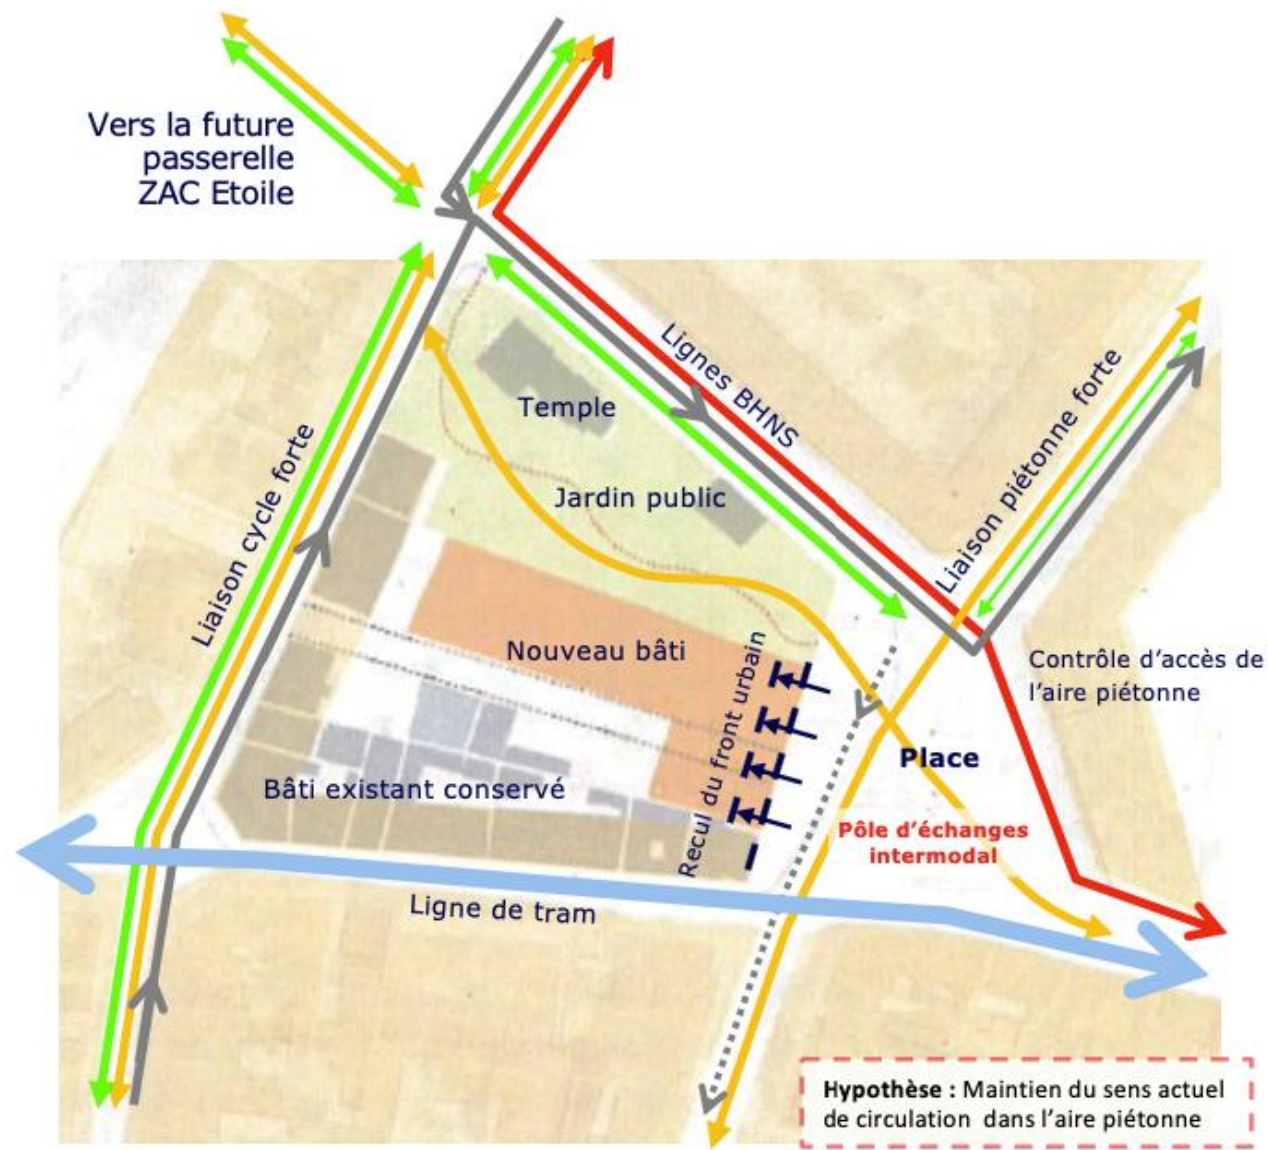 Vers la future
passerelle
ZAC Etoile
Lignes BHNS
Liaison piétonne forte
Temple
Liaison cycle forte
Jardin public
Nouveau bâti
Recul du front urbain
Contrôle d’accès de
l’aire piétonne
Place
Bâti existant conservé
Pôle d’échanges
intermodal
Ligne de tram
Hypothèse : Maintien du sens actuel
de circulation dans l’aire piétonne